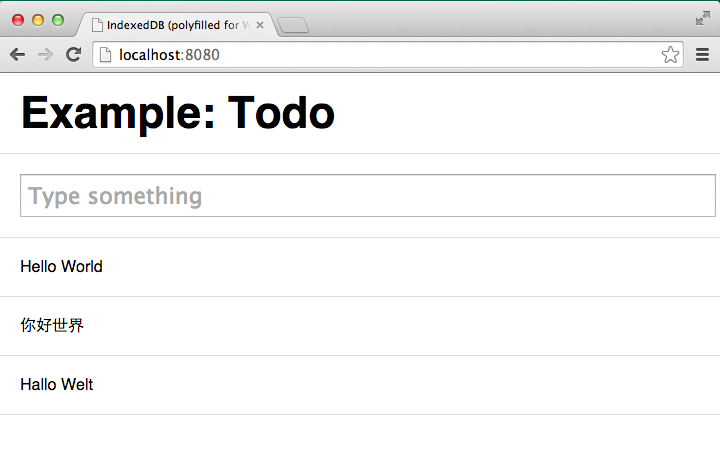 IndexedDB (polyfilled for W
localhost:8080
Example: Todo
Type something
Hello World
你好世界
Hallo Welt